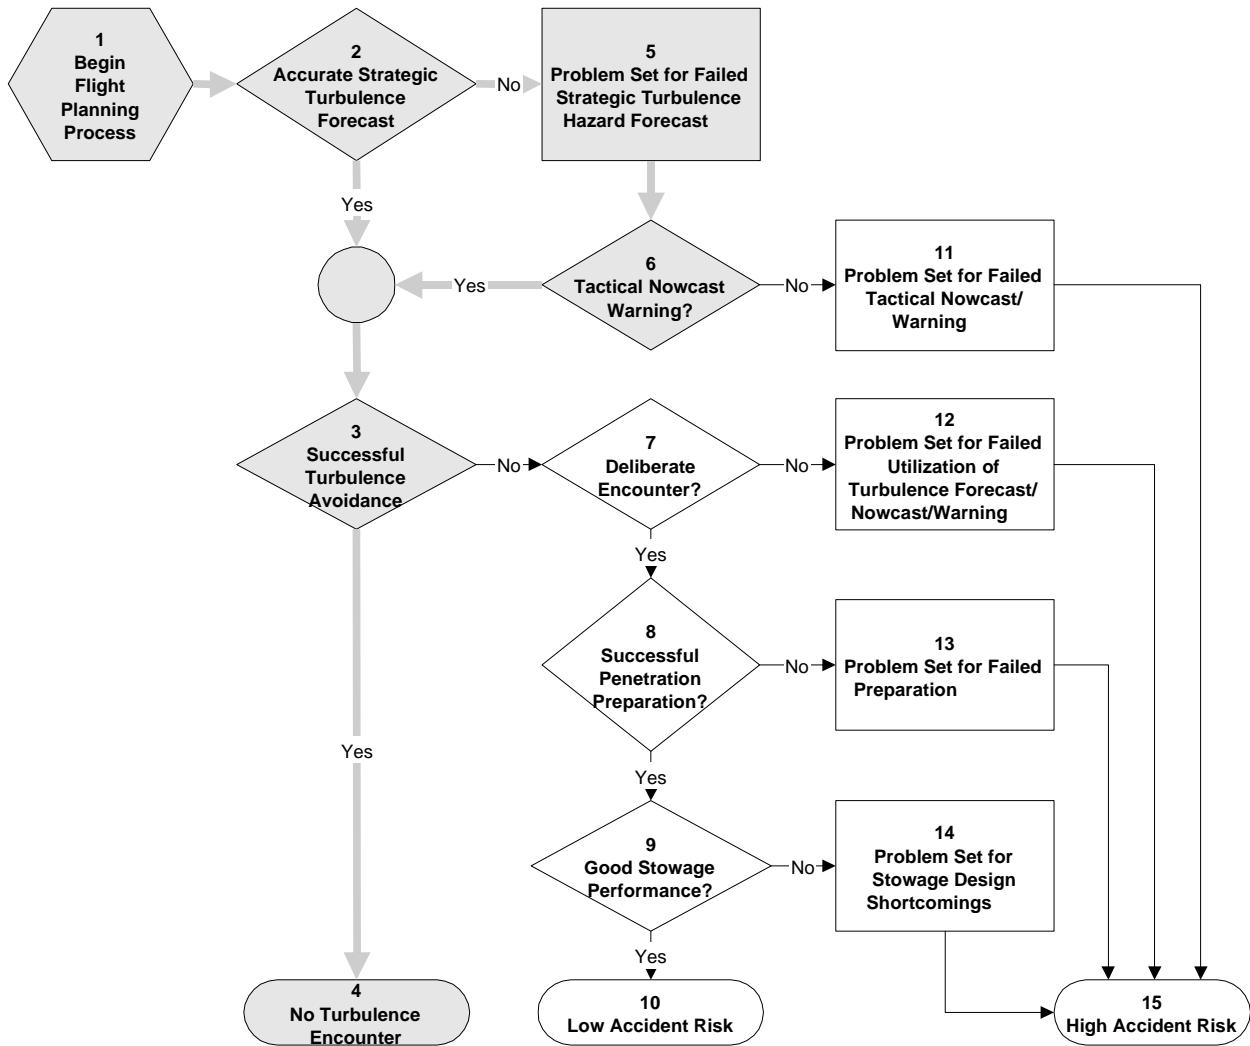 1
Begin
Flight
Planning
Process
2
Accurate Strategic
Turbulence
Forecast
No
5
Problem Set for Failed
Strategic Turbulence
Hazard Forecast
Yes
6
Tactical Nowcast
Warning?
Yes
No
11
Problem Set for Failed
Tactical Nowcast/
Warning
3
Successful
Turbulence
Avoidance
No
7
Deliberate
Encounter?
No
12
Problem Set for Failed
Utilization of
Turbulence Forecast/
Nowcast/Warning
Yes
8
Successful
Penetration
Preparation?
No
13
Problem Set for Failed
Preparation
Yes
Yes
9
Good Stowage
Performance?
No
14
Problem Set for
Stowage Design
Shortcomings
Yes
4
No Turbulence
Encounter
10
Low Accident Risk
15
High Accident Risk